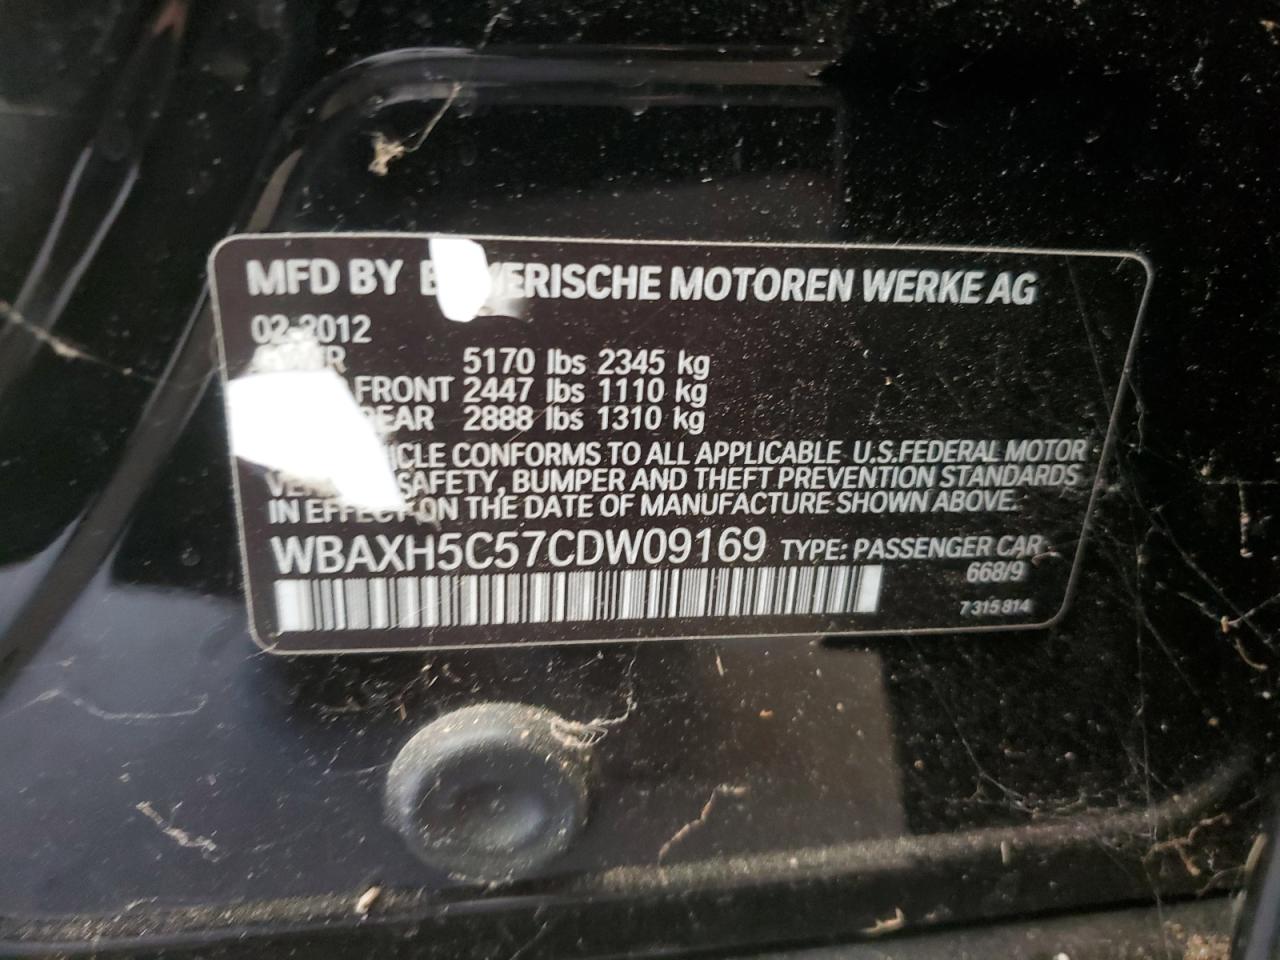 MFD BY ERISCHE MOTOREN WERKE AG
02-2012
5170 lbs 2345 kg
FRONT 2447 lbs 1110 kg
REAR 2888 lbs 1310 kg
CONFORMS TO ALL APPLICABLE U.S.FEDERAL MOTOR
SAFETY, BUMPER AND THEFT PREVENTION STANDARDS
IN EFFECT ON THE DATE OF MANUFACTURE SHOWN ABOVE.
WBAXH5C57CDW09169 TYPE: PASSENGER CAR
668/9
7 315 814